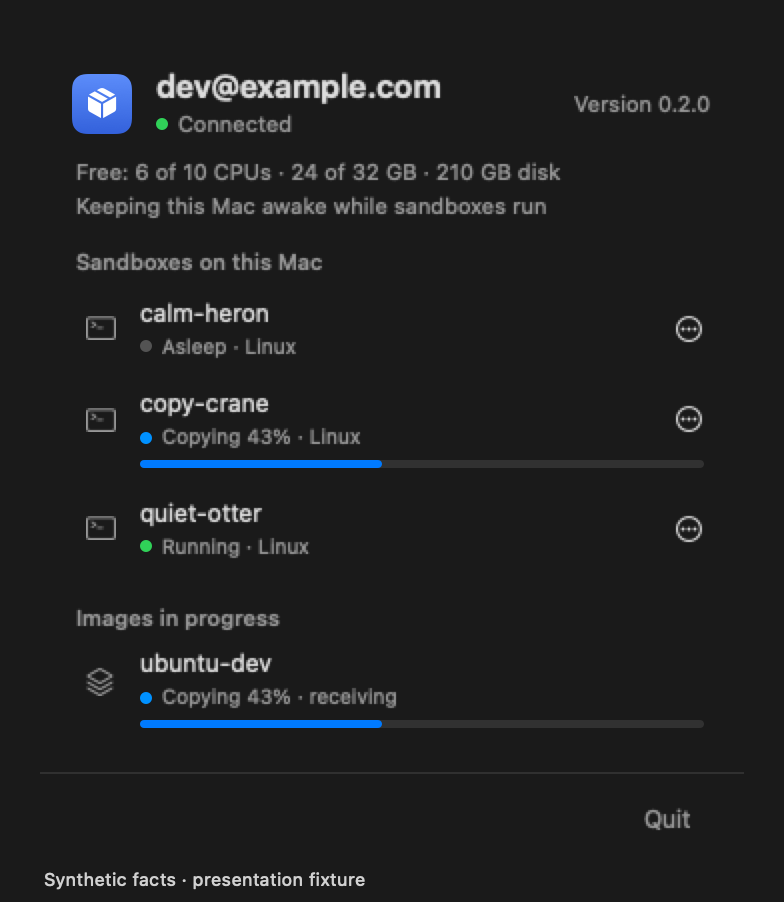 dev@example.com
Connected
Version 0.2.0
Free: 6 of 10 CPUs · 24 of 32 GB · 210 GB disk
Keeping this Mac awake while sandboxes run
Sandboxes on this Mac
calm-heron
Asleep · Linux
copy-crane
Copying 43% · Linux
quiet-otter
Running · Linux
Images in progress
ubuntu-dev
Copying 43% · receiving
Quit
Synthetic facts · presentation fixture